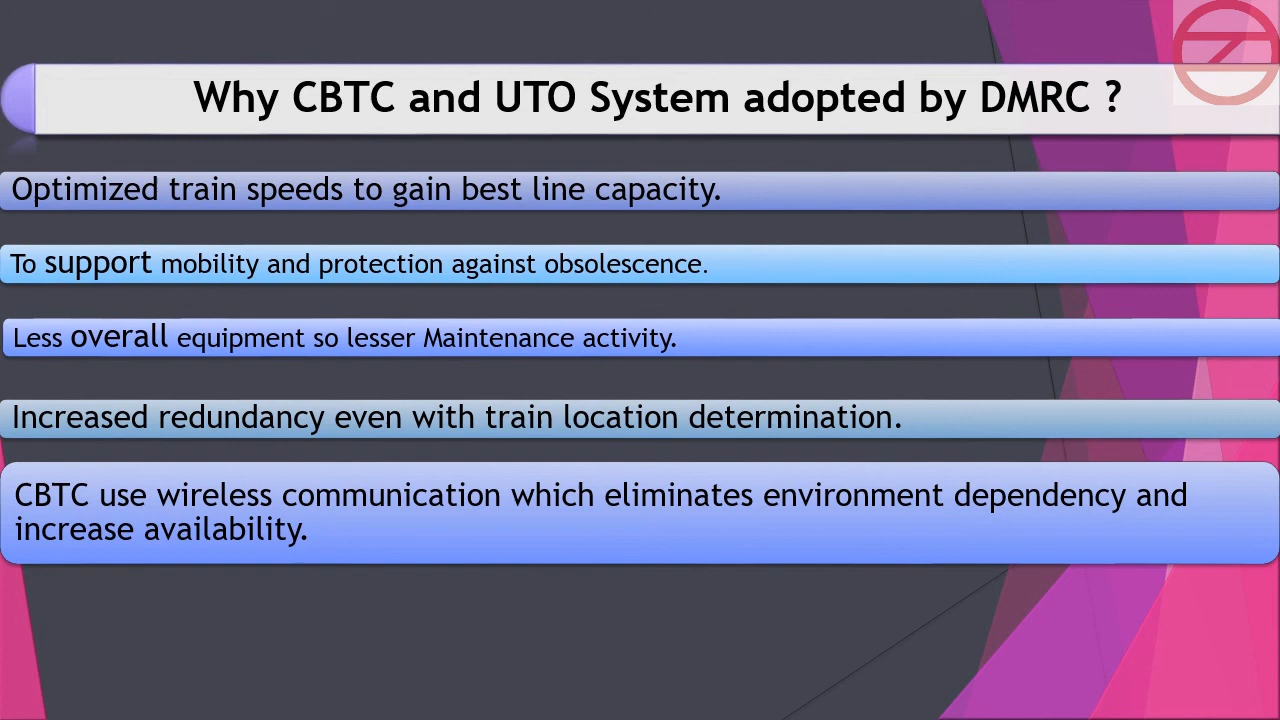 Why CBTC and UTO System adopted by DMRC ?
Optimized train speeds to gain best line capacity.
To support mobility and protection against obsolescence.
Less overall equipment so lesser Maintenance activity.
Increased redundancy even with train location determination.
CBTC use wireless communication which eliminates environment dependency and
increase availability.